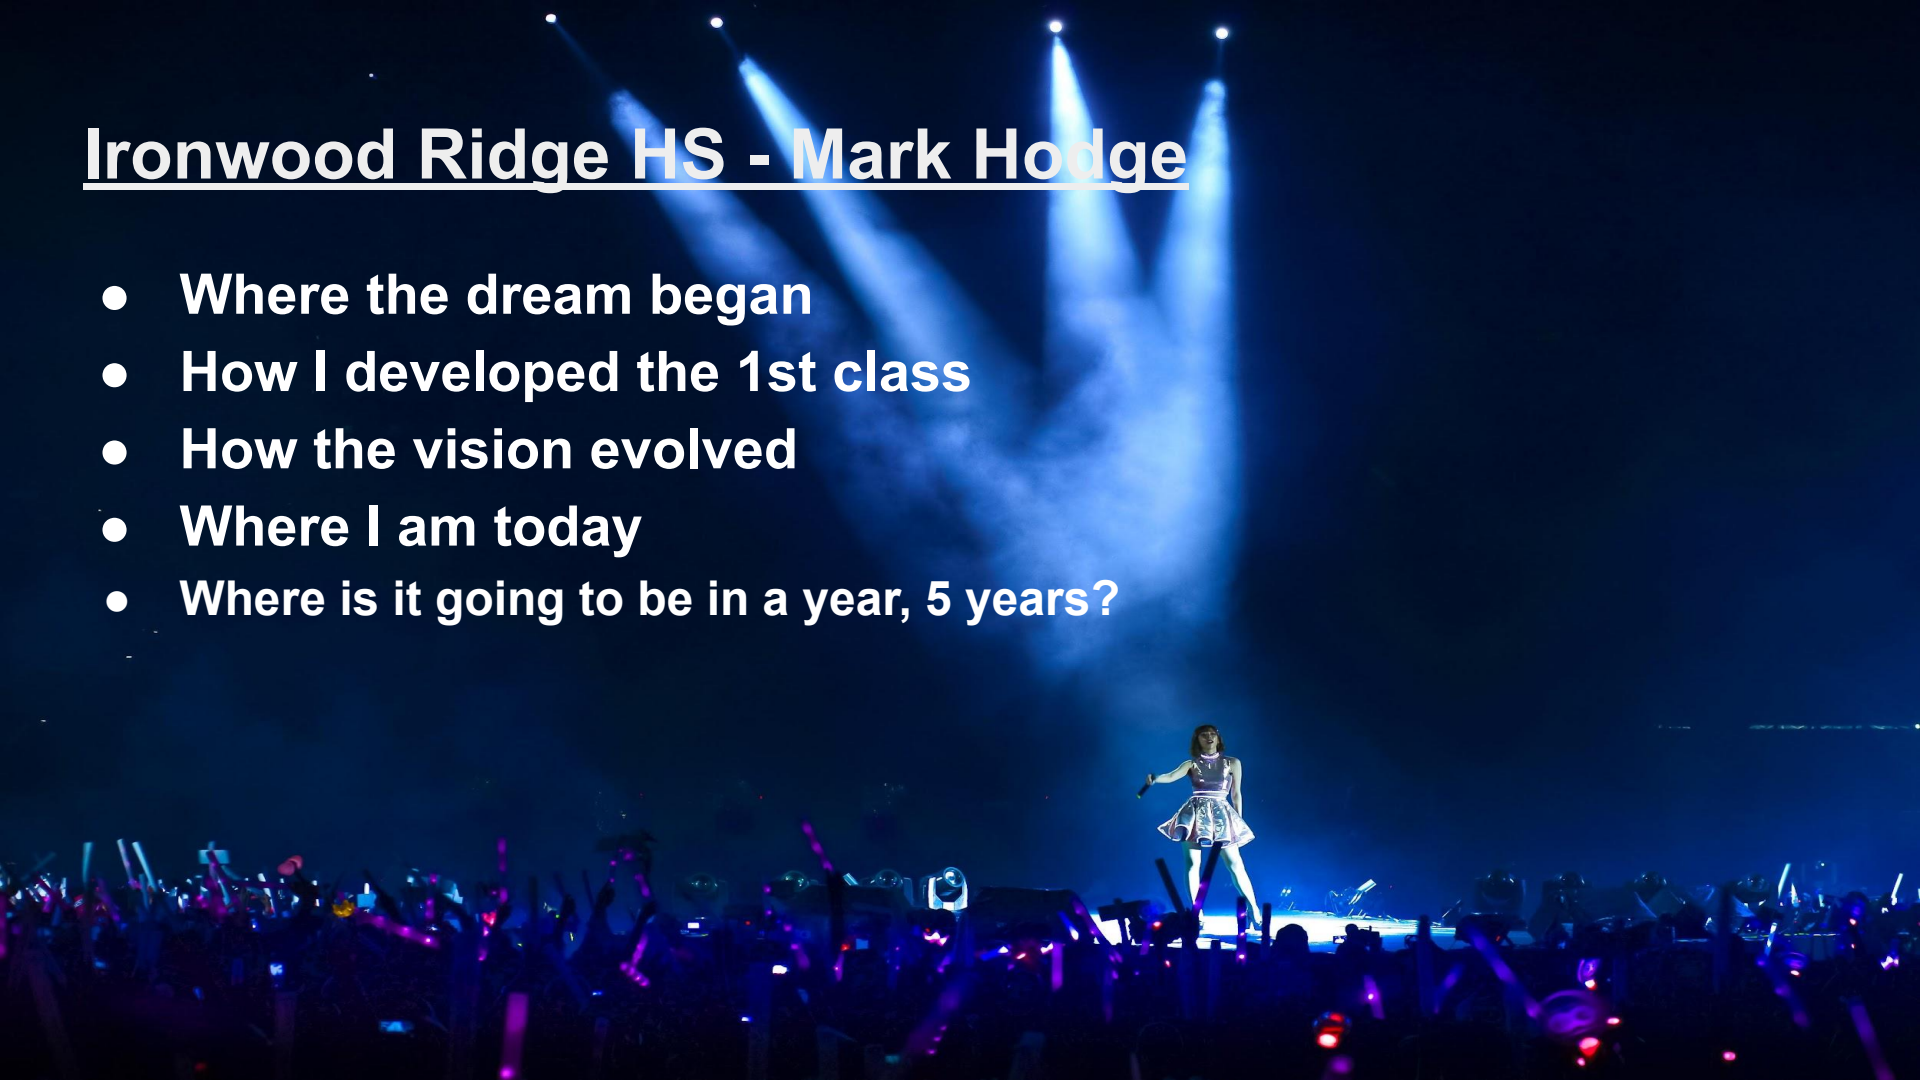 Ironwood Ridge HS - Mark Hodge
● Where the dream began
● How I developed the 1st class
● How the vision evolved
● Where I am today
● Where is it going to be in a year, 5 years?